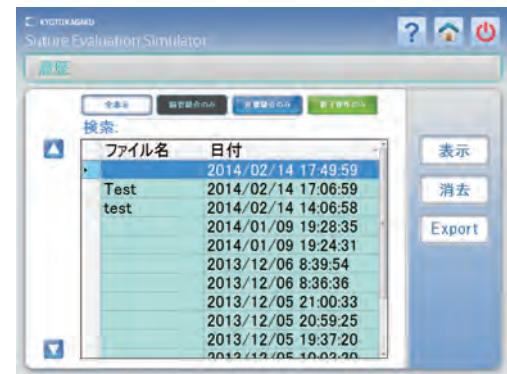 KYOTOKAGAKU
Suture Evaluation Simulator
?
履歴
全表示
検索:
ファイル名 日付
2014/02/14 17:49:59
Test 2014/02/14 17:06:59
test 2014/02/14 14:06:58
2014/01/09 19:28:35
2014/01/09 19:24:31
2013/12/06 8:39:54
2013/12/06 8:36:36
2013/12/05 21:00:33
2013/12/05 20:59:25
2013/12/05 19:37:20
表示
消去
Export